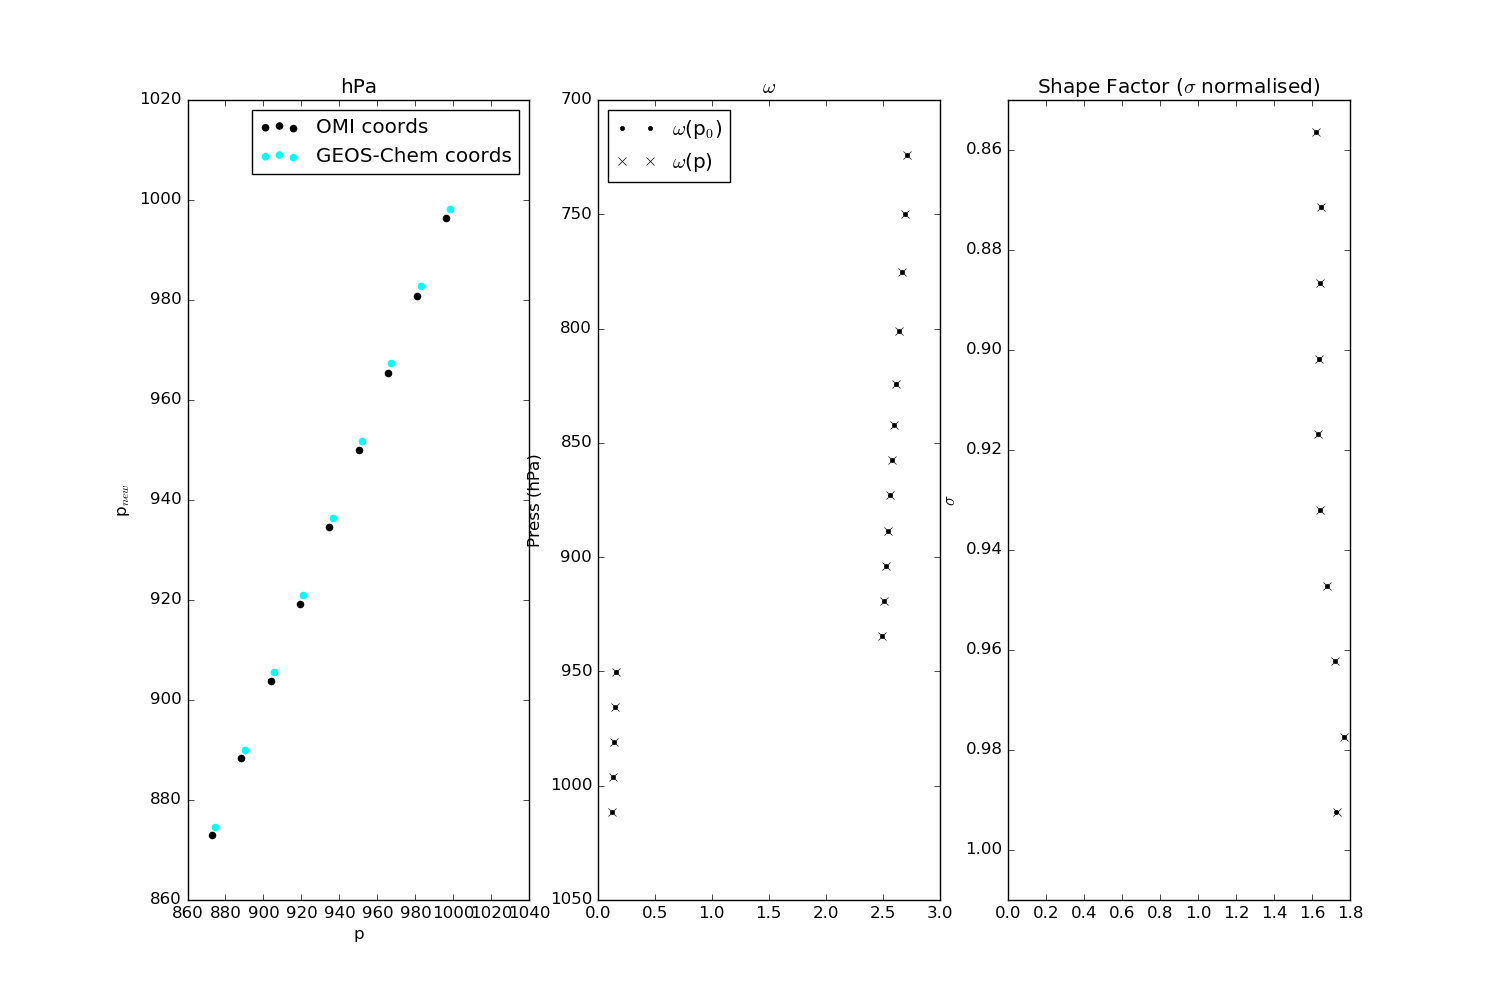 hPa
OMI coords
GEOS-Chem coords
1020
1000
980
960
940
920
900
880
860
p_new
860 880 900 920 940 960 980 1000 1020 1040
p
ω
ω(p₀)
ω(p)
700
750
800
850
900
950
1000
1050
Press (hPa)
0.0 0.5 1.0 1.5 2.0 2.5 3.0
Shape Factor (σ normalised)
0.86
0.88
0.90
0.92
0.94
0.96
0.98
1.00
σ
0.0 0.2 0.4 0.6 0.8 1.0 1.2 1.4 1.6 1.8